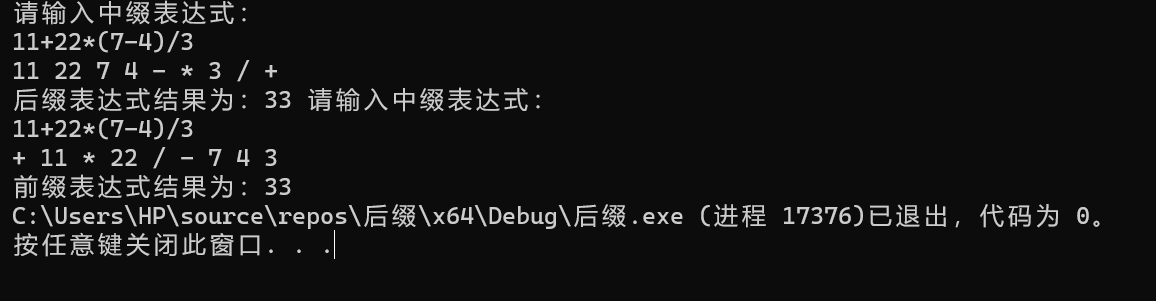 请输入中缀表达式:
11+22*(7-4)/3
11 22 7 4 - * 3 / +
后缀表达式结果为: 33 请输入中缀表达式:
11+22*(7-4)/3
+ 11 * 22 / - 7 4 3
前缀表达式结果为: 33
C:\Users\HP\source\repos\后缀\x64\Debug\后缀.exe (进程 17376)已退出，代码为 0。
按任意键关闭此窗口. . .